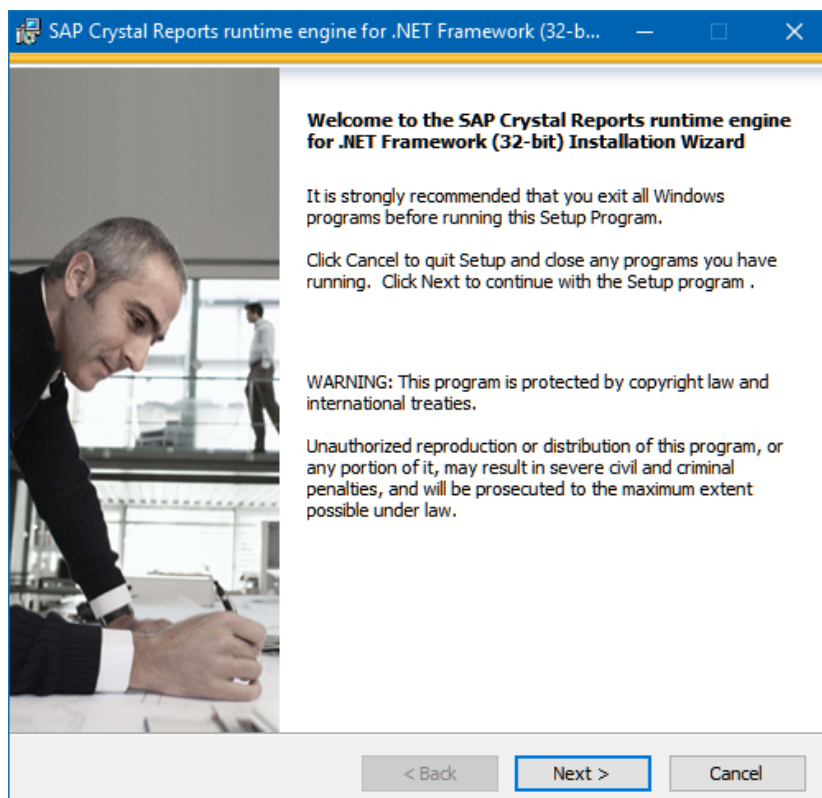 SAP Crystal Reports runtime engine for .NET Framework (32-b...
Welcome to the SAP Crystal Reports runtime engine
for .NET Framework (32-bit) Installation Wizard
It is strongly recommended that you exit all Windows
programs before running this Setup Program.
Click Cancel to quit Setup and close any programs you have
running.  Click Next to continue with the Setup program .
WARNING: This program is protected by copyright law and
international treaties.
Unauthorized reproduction or distribution of this program, or
any portion of it, may result in severe civil and criminal
penalties, and will be prosecuted to the maximum extent
possible under law.
< Back
Next >
Cancel